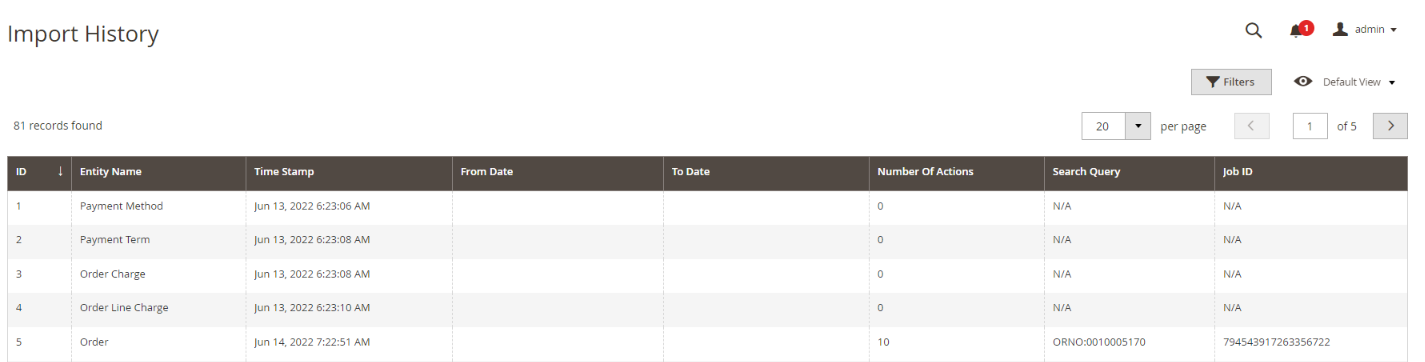 Import History
1
admin
Filters
Default View
81 records found
20 per page 1 of 5
ID ↓ Entity Name Time Stamp From Date To Date Number Of Actions Search Query Job ID
1 Payment Method Jun 13, 2022 6:23:06 AM 0 N/A N/A
2 Payment Term Jun 13, 2022 6:23:08 AM 0 N/A N/A
3 Order Charge Jun 13, 2022 6:23:08 AM 0 N/A N/A
4 Order Line Charge Jun 13, 2022 6:23:10 AM 0 N/A N/A
5 Order Jun 14, 2022 7:22:51 AM 10 ORNO:0010005170 794543917263356722